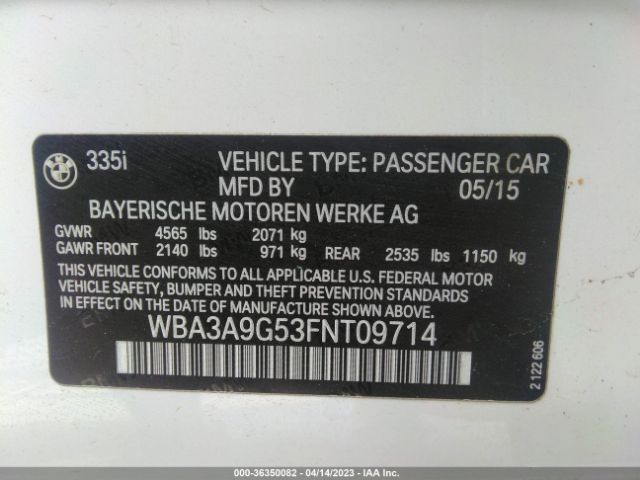 BMW
335i VEHICLE TYPE: PASSENGER CAR
MFD BY 05/15
BAYERISCHE MOTOREN WERKE AG
GVWR 4565 lbs 2071 kg
GAWR FRONT 2140 lbs 971 kg REAR 2535 lbs 1150 kg
THIS VEHICLE CONFORMS TO ALL APPLICABLE U.S. FEDERAL MOTOR
VEHICLE SAFETY, BUMPER AND THEFT PREVENTION STANDARDS
IN EFFECT ON THE DATE OF MANUFACTURE SHOWN ABOVE.
WBA3A9G53FNT09714
2 122 606
000-36350082 - 04/14/2023 - IAA Inc.